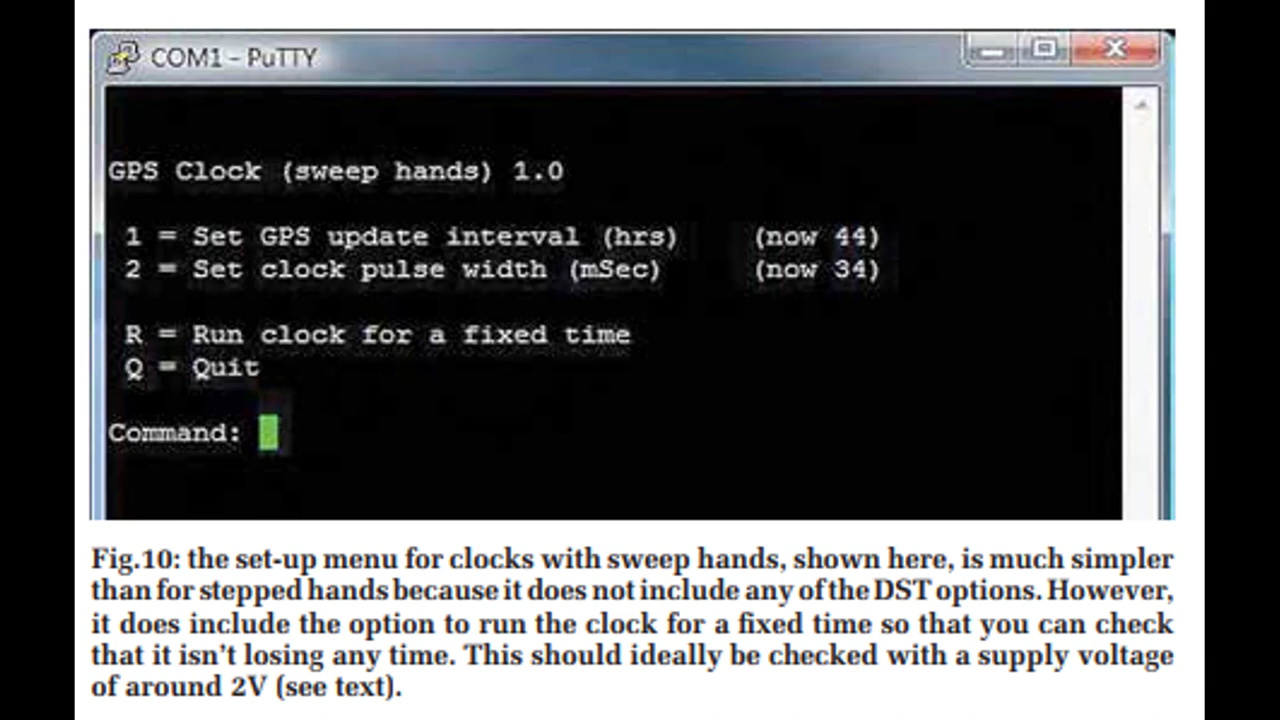 COM1 - PuTTY
GPS Clock (sweep hands) 1.0
1 = Set GPS update interval (hrs) (now 44)
2 = Set clock pulse width (mSec) (now 34)
R = Run clock for a fixed time
Q = Quit
Command:
Fig.10: the set-up menu for clocks with sweep hands, shown here, is much simpler
than for stepped hands because it does not include any of the DST options. However,
it does include the option to run the clock for a fixed time so that you can check
that it isn't losing any time. This should ideally be checked with a supply voltage
of around 2V (see text).